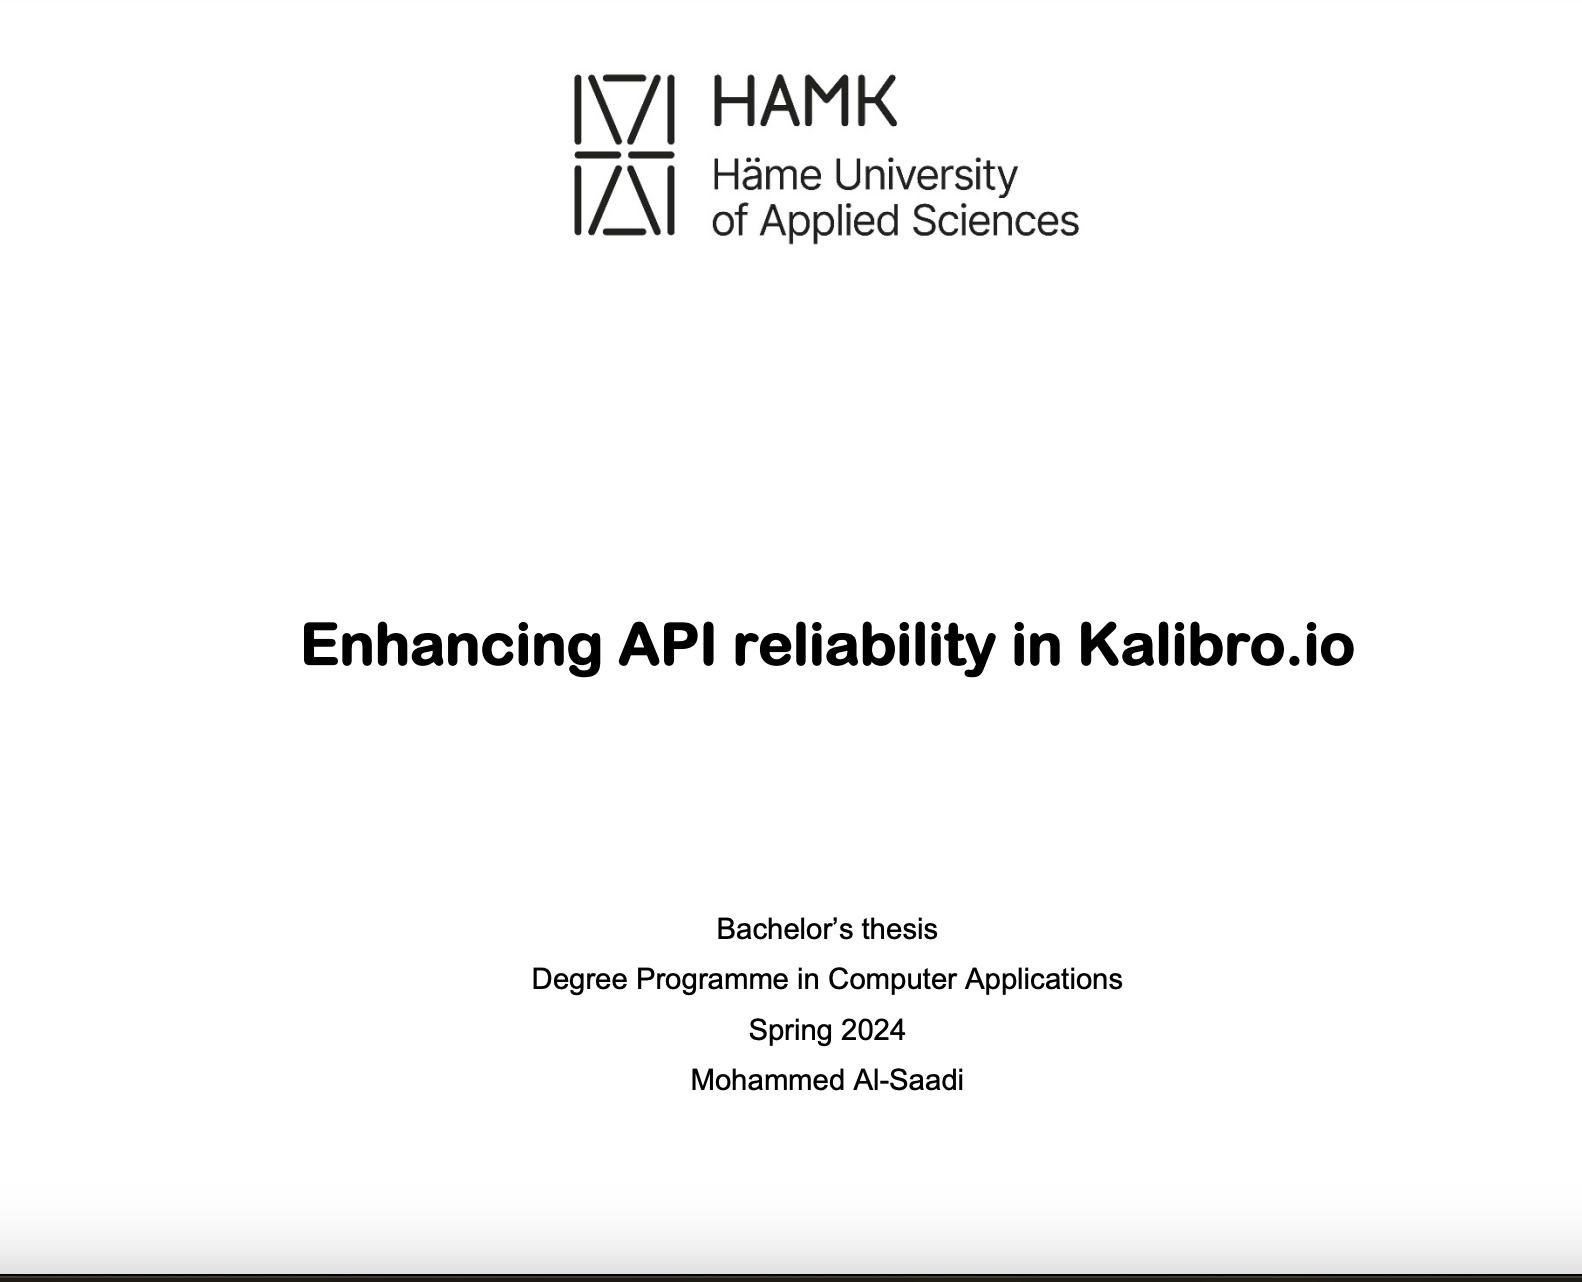 HAMK
Häme University
of Applied Sciences
Enhancing API reliability in Kalibro.io
Bachelor’s thesis
Degree Programme in Computer Applications
Spring 2024
Mohammed Al-Saadi